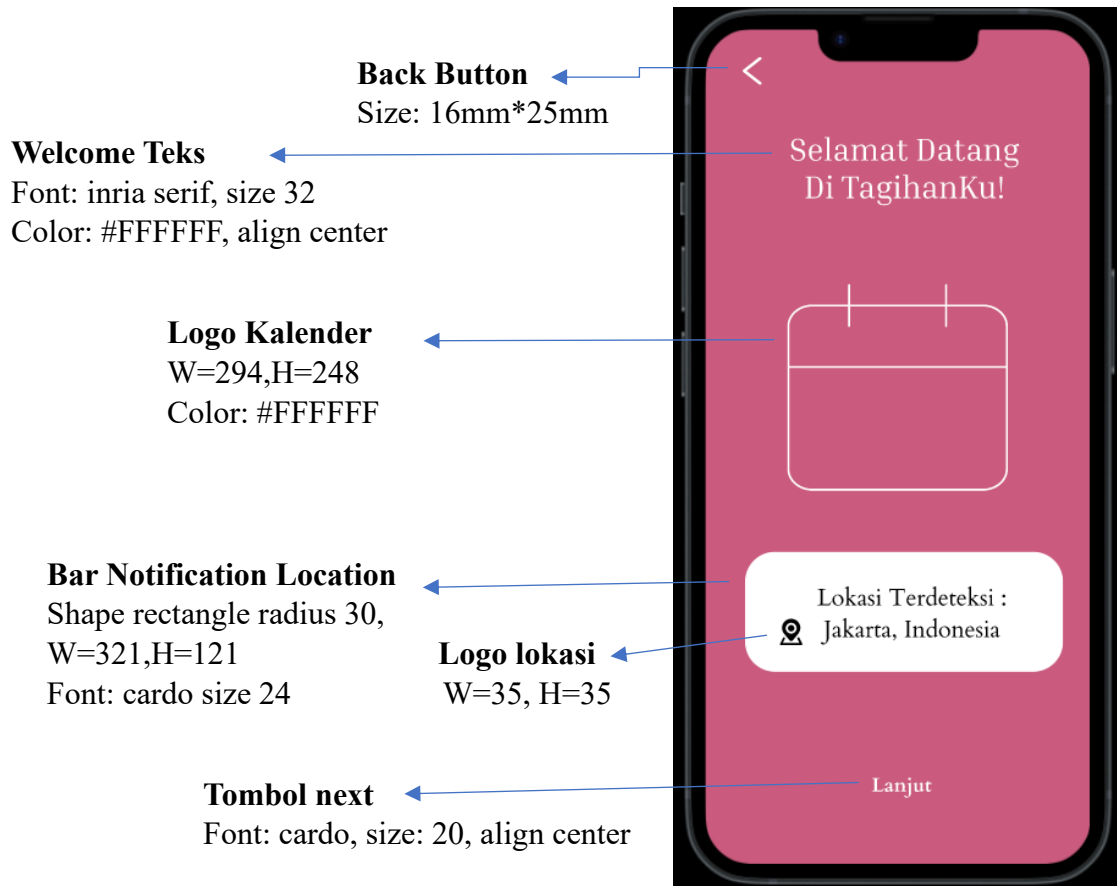 Back Button
Size: 16mm*25mm
Welcome Teks
Font: inria serif, size 32
Color: #FFFFFF, align center
Logo Kalender
W=294,H=248
Color: #FFFFFF
Bar Notification Location
Shape rectangle radius 30,
W=321,H=121
Font: cardo size 24
Logo lokasi
W=35, H=35
Tombol next
Font: cardo, size: 20, align center
Selamat Datang
Di TagihanKu!
Lokasi Terdeteksi :
Jakarta, Indonesia
Lanjut